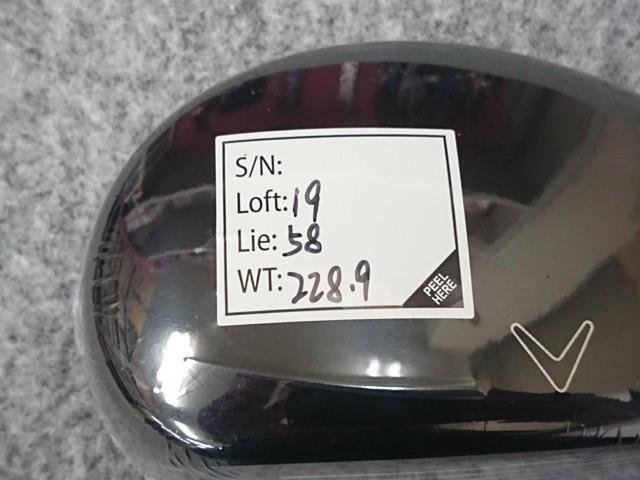 S/N:
Loft: 19
Lie: 58
WT: 228.9
PEEL
HERE